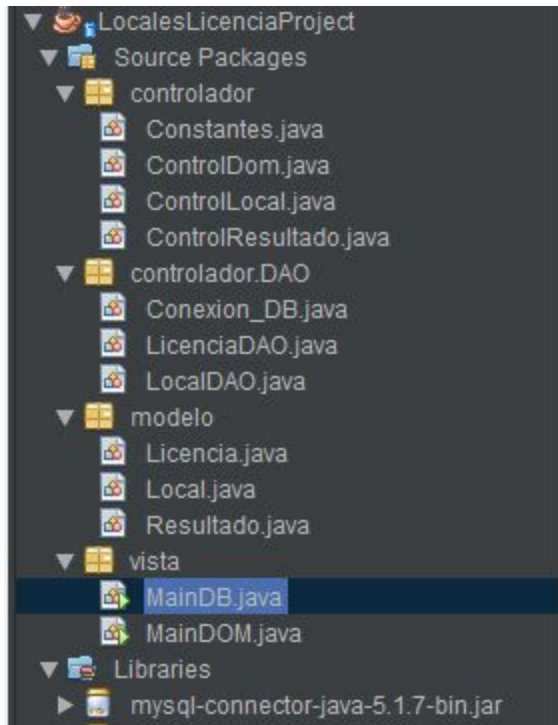 LocalesLicenciaProject
Source Packages
controlador
Constantes.java
ControlDom.java
ControlLocal.java
ControlResultado.java
controlador.DAO
Conexion_DB.java
LicenciaDAO.java
LocalDAO.java
modelo
Licencia.java
Local.java
Resultado.java
vista
MainDB.java
MainDOM.java
Libraries
mysql-connector-java-5.1.7-bin.jar